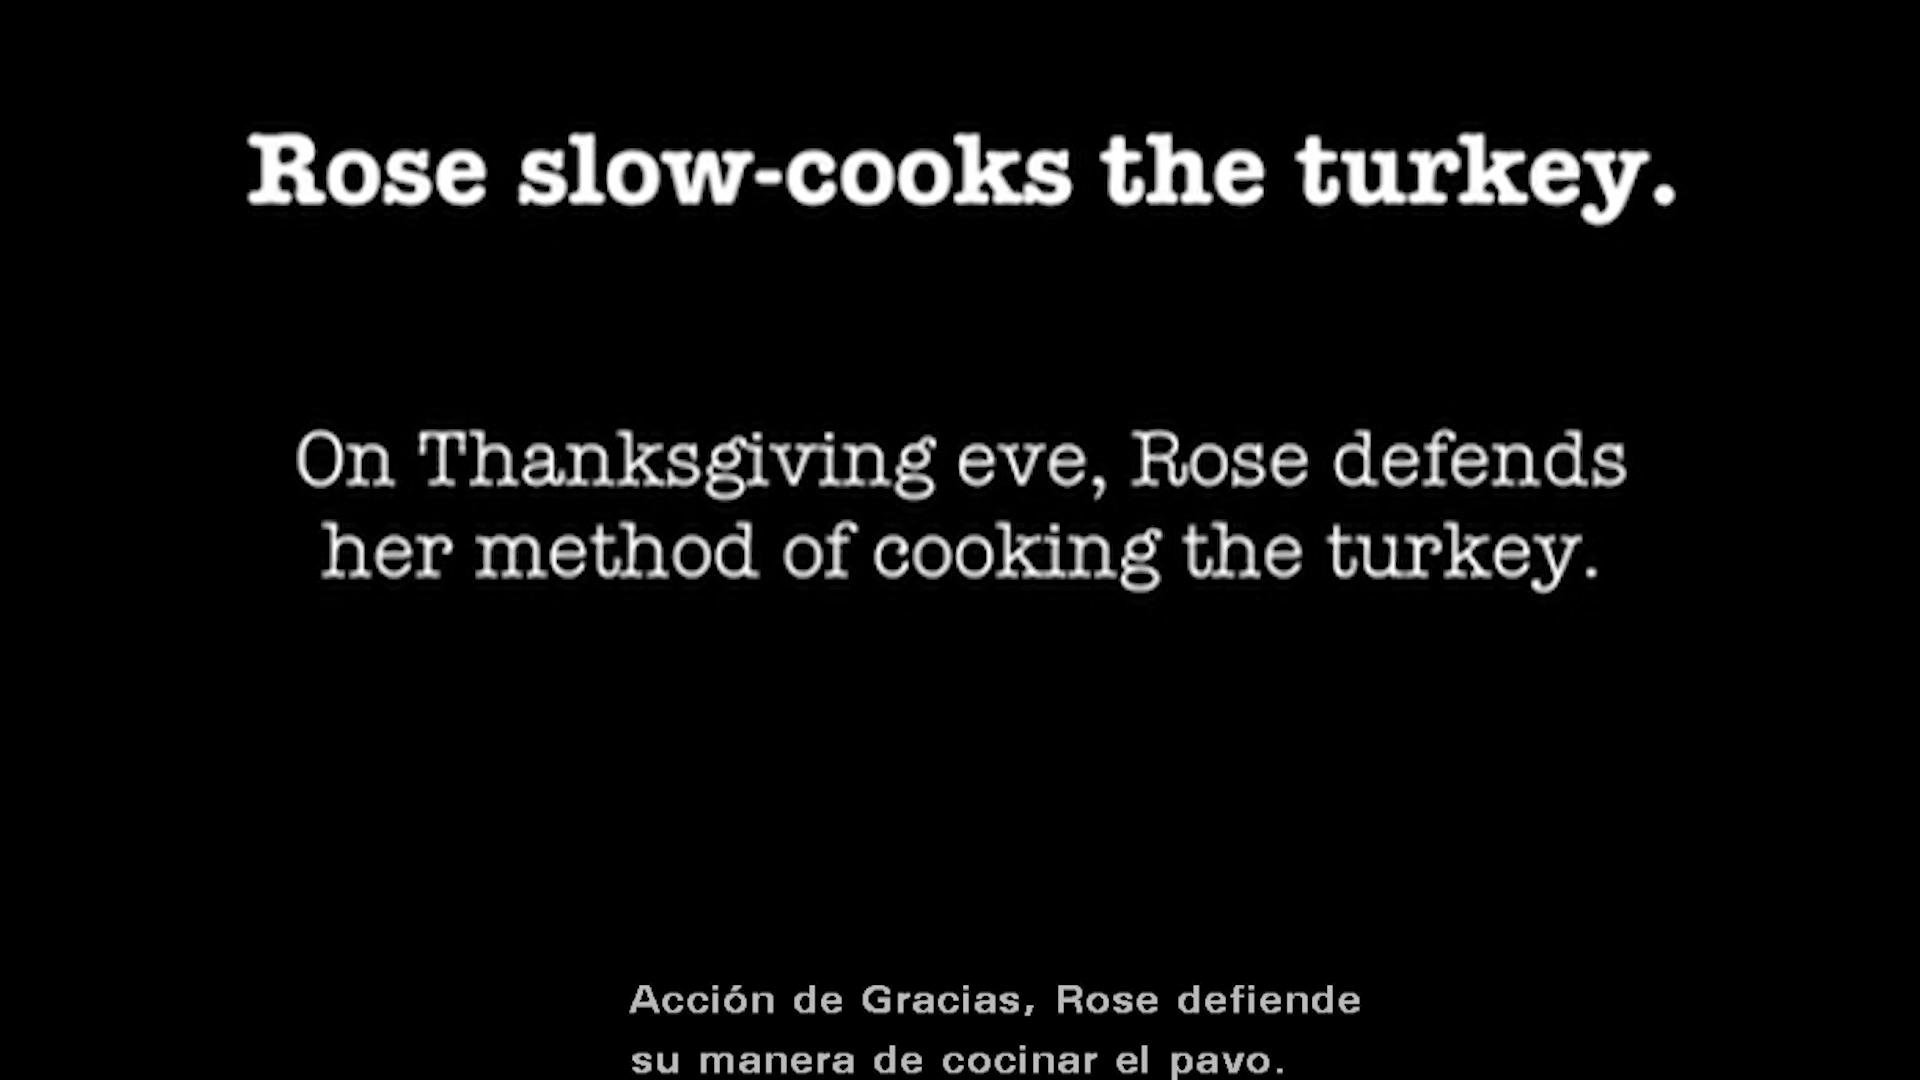 Rose slow-cooks the turkey.
On Thanksgiving eve, Rose defends
her method of cooking the turkey.
Acción de Gracias, Rose defiende
su manera de cocinar el pavo.